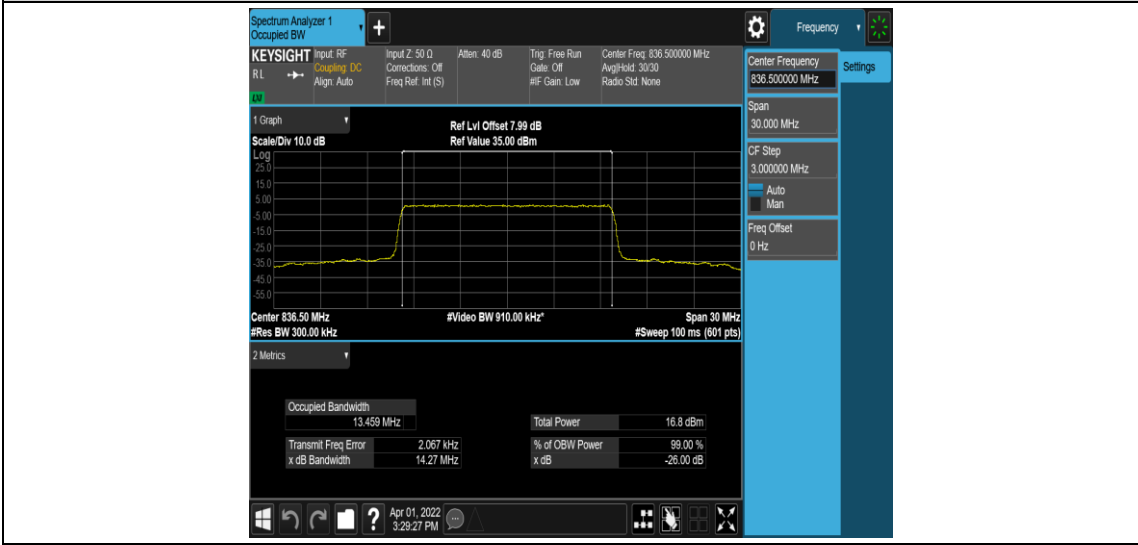 Spectrum Analyzer 1
Occupied BW
+
Frequency
KEYSIGHT
RL
LXI
Input: RF
Coupling: DC
Align: Auto
Input Z: 50 Ω
Corrections: Off
Freq Ref: Int (S)
Atten: 40 dB
Trig: Free Run
Gate: Off
#IF Gain: Low
Center Freq: 836.500000 MHz
Avg|Hold: 30/30
Radio Std: None
Center Frequency
836.500000 MHz
Settings
Span
30.000 MHz
CF Step
3.000000 MHz
Auto
Man
Freq Offset
0 Hz
1 Graph
Scale/Div 10.0 dB
Ref Lvl Offset 7.99 dB
Ref Value 35.00 dBm
Log
25.0
15.0
5.00
-5.00
-15.0
-25.0
-35.0
-45.0
-55.0
Center 836.50 MHz
#Video BW 910.00 kHz*
Span 30 MHz
#Res BW 300.00 kHz
#Sweep 100 ms (601 pts)
2 Metrics
Occupied Bandwidth
13.459 MHz
Total Power 16.8 dBm
Transmit Freq Error 2.067 kHz
% of OBW Power 99.00 %
x dB Bandwidth 14.27 MHz
x dB -26.00 dB
?
Apr 01, 2022
3:29:27 PM